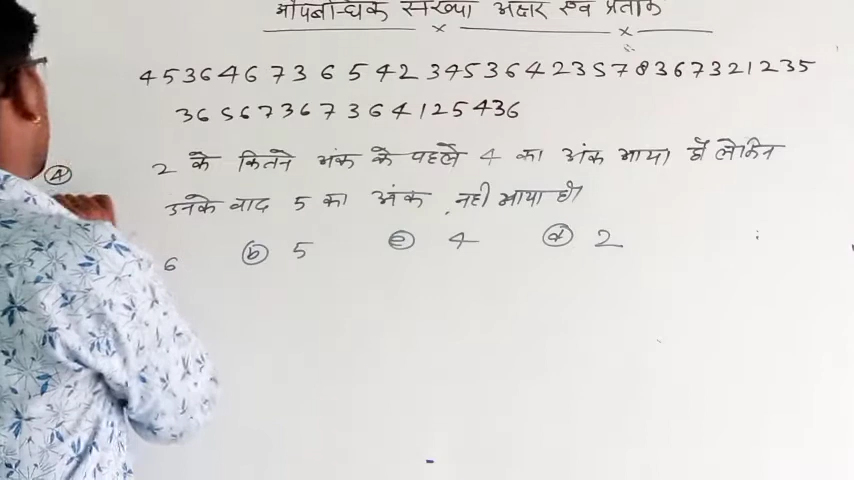 औपबन्धिक संख्या अक्षर एवं प्रतीक
4 5 3 6 4 6 7 3 6 5 4 2 3 4 5 3 6 4 2 3 5 7 8 3 6 7 3 2 1 2 3 5
3 6 5 6 7 3 6 7 3 6 4 1 2 5 4 3 6
2 के कितने अंक के पहले 4 का अंक आया हो लेकिन
उनके बाद 5 का अंक नही आया हो
(a) 6 (b) 5 (c) 4 (d) 2